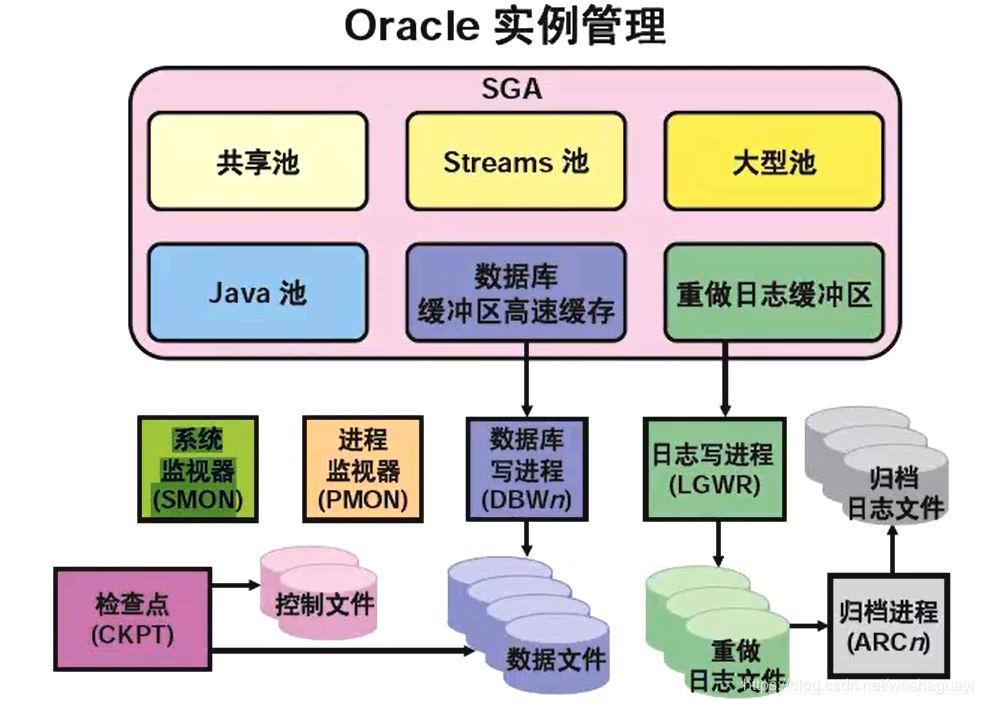 Oracle 实例管理
SGA
共享池
Streams 池
大型池
Java 池
数据库
缓冲区高速缓存
重做日志缓冲区
系统
监视器
(SMON)
进程
监视器
(PMON)
数据库
写进程
(DBWn)
日志写进程
(LGWR)
归档
日志文件
检查点
(CKPT)
控制文件
数据文件
重做
日志文件
归档进程
(ARCn)
https://blog.csdn.net/woshaguayi